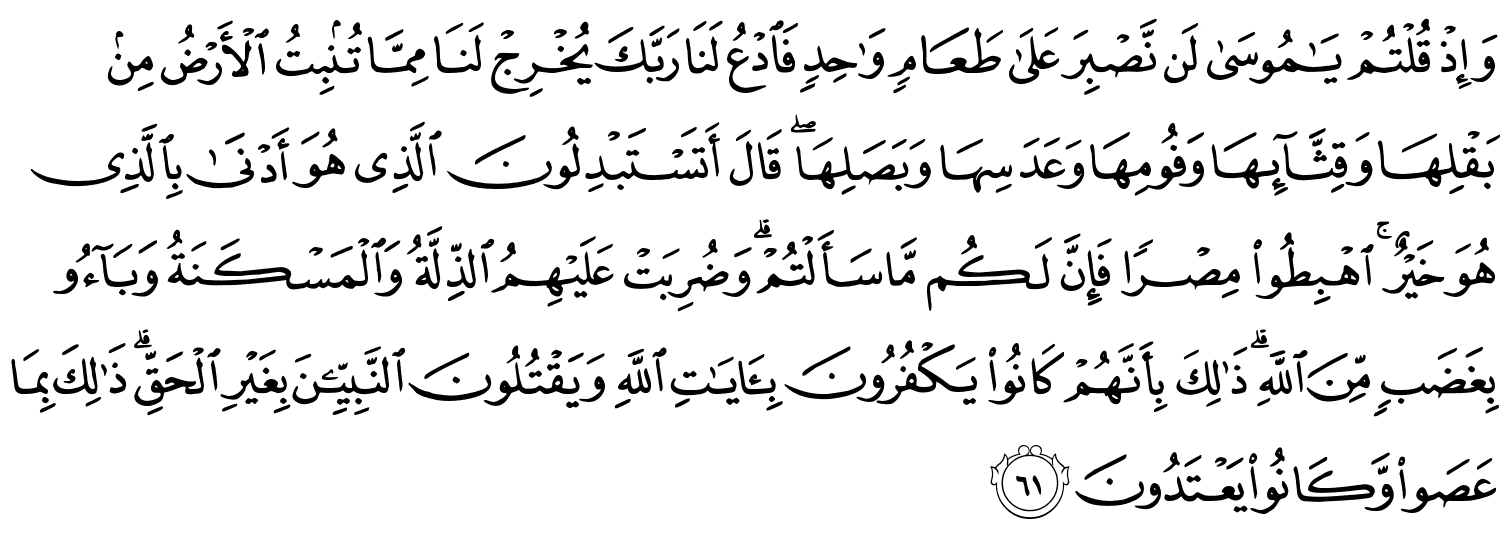 وَإِذۡ قُلۡتُمۡ يَـٰمُوسَىٰ لَن نَّصۡبِرَ عَلَىٰ طَعَامٍ وَٰحِدٍ فَٱدۡعُ لَنَا رَبَّكَ يُخۡرِجۡ لَنَا مِمَّا تُنۢبِتُ ٱلۡأَرۡضُ مِنۢ
بَقۡلِهَا وَقِثَّآئِهَا وَفُومِهَا وَعَدَسِهَا وَبَصَلِهَاۖ قَالَ أَتَسۡتَبۡدِلُونَ ٱلَّذِى هُوَ أَدۡنَىٰ بِٱلَّذِى
هُوَ خَيۡرٌۚ ٱهۡبِطُوا۟ مِصۡرًا فَإِنَّ لَكُم مَّا سَأَلۡتُمۡۗ وَضُرِبَتۡ عَلَيۡهِمُ ٱلذِّلَّةُ وَٱلۡمَسۡكَنَةُ وَبَآءُو
بِغَضَبٍ مِّنَ ٱللَّهِۗ ذَٰلِكَ بِأَنَّهُمۡ كَانُوا۟ يَكۡفُرُونَ بِـَٔايَـٰتِ ٱللَّهِ وَيَقۡتُلُونَ ٱلنَّبِيِّـۧنَ بِغَيۡرِ ٱلۡحَقِّۗ ذَٰلِكَ بِمَا
عَصَوا۟ وَّكَانُوا۟ يَعۡتَدُونَ ٦١